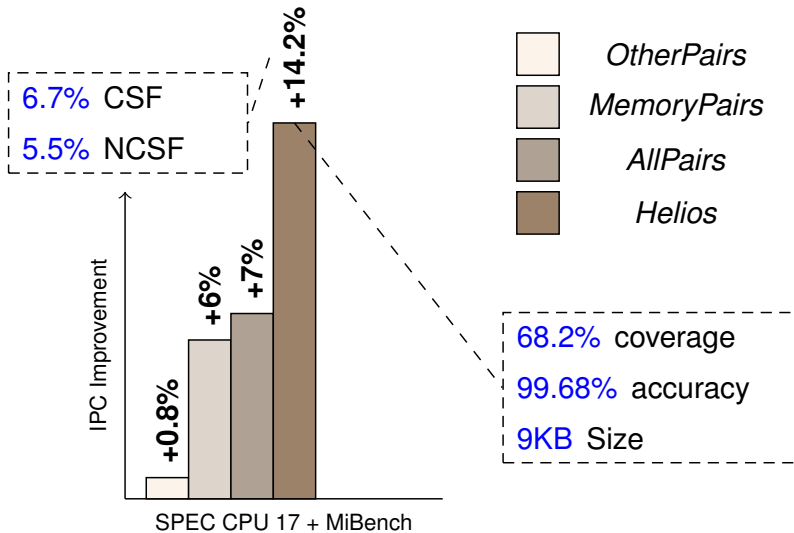 6.7% CSF
5.5% NCSF
+0.8%
+6%
+7%
+14.2%
IPC Improvement
SPEC CPU 17 + MiBench
OtherPairs
MemoryPairs
AllPairs
Helios
68.2% coverage
99.68% accuracy
9KB Size